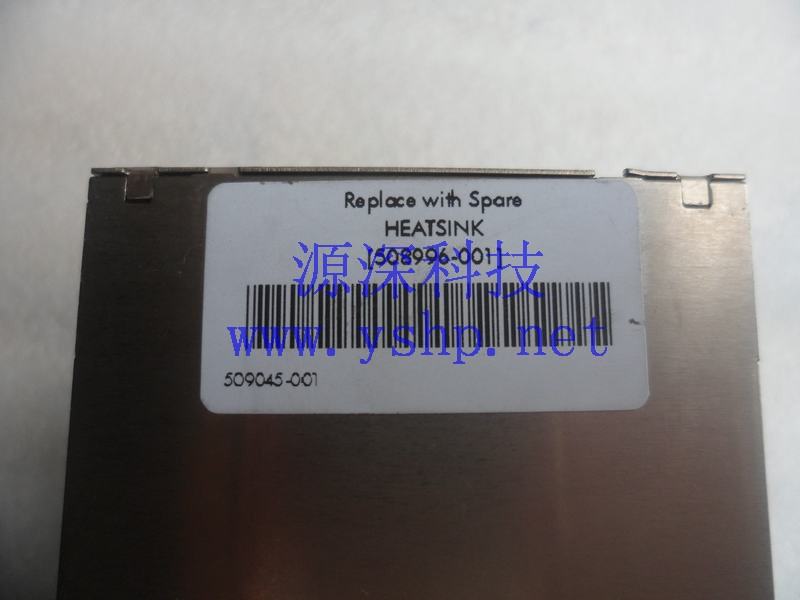 Replace with Spare
HEATSINK
[508996-001]
源深科技
www.yshp.net
509045-001